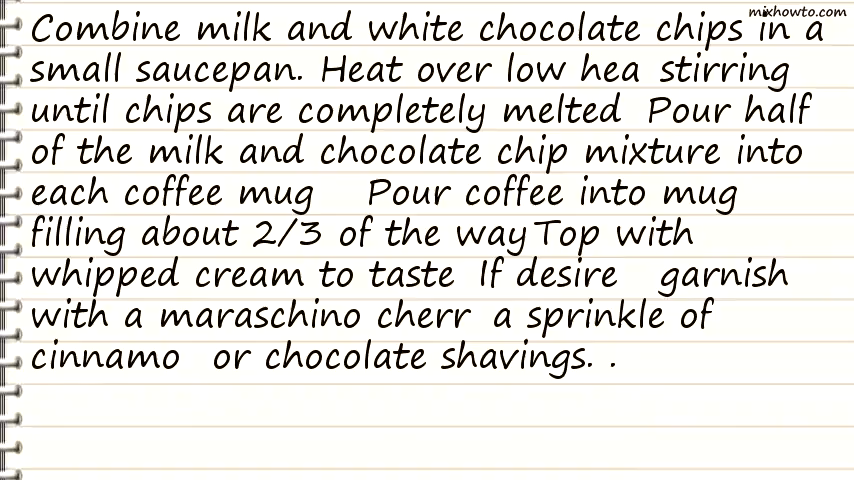 mixhowto.com
Combine milk and white chocolate chips in a
small saucepan. Heat over low hea stirring
until chips are completely melted Pour half
of the milk and chocolate chip mixture into
each coffee mug Pour coffee into mug
filling about 2/3 of the way Top with
whipped cream to taste If desire garnish
with a maraschino cherr a sprinkle of
cinnamo or chocolate shavings. .